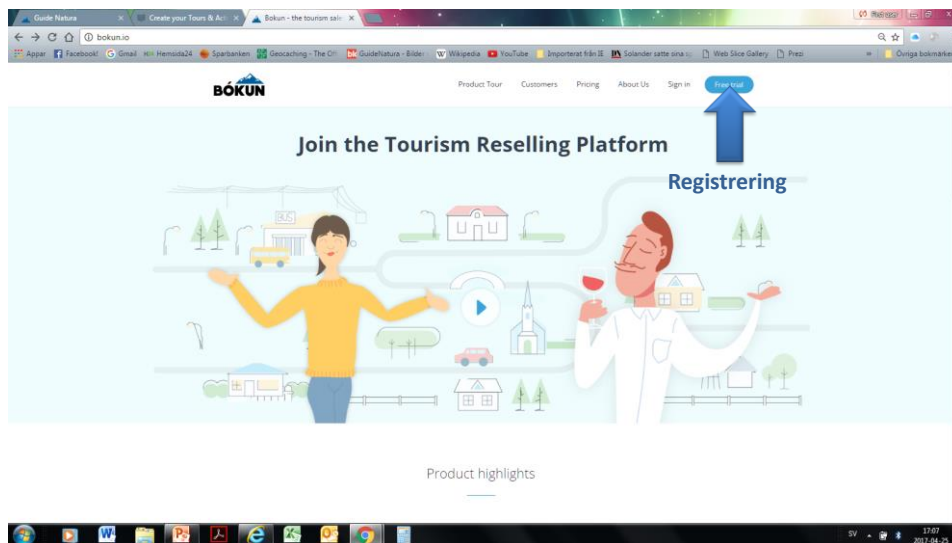 Guide Natura
Create your Tours & Act
Bokun - the tourism sale
bokun.io
Appar
Facebook!
Gmail
Hemsida24
Sparbanken
Geocaching - The Off
GuideNatura - Bilder
Wikipedia
YouTube
Importerat från IE
Solander satte sina
Web Slice Gallery
Prezi
»
Övriga bokmärken
BÓKUN
Product Tour
Customers
Pricing
About Us
Sign in
Free trial
Join the Tourism Reselling Platform
Registrering
BUS
Product highlights
SV
17:07
2017-04-25